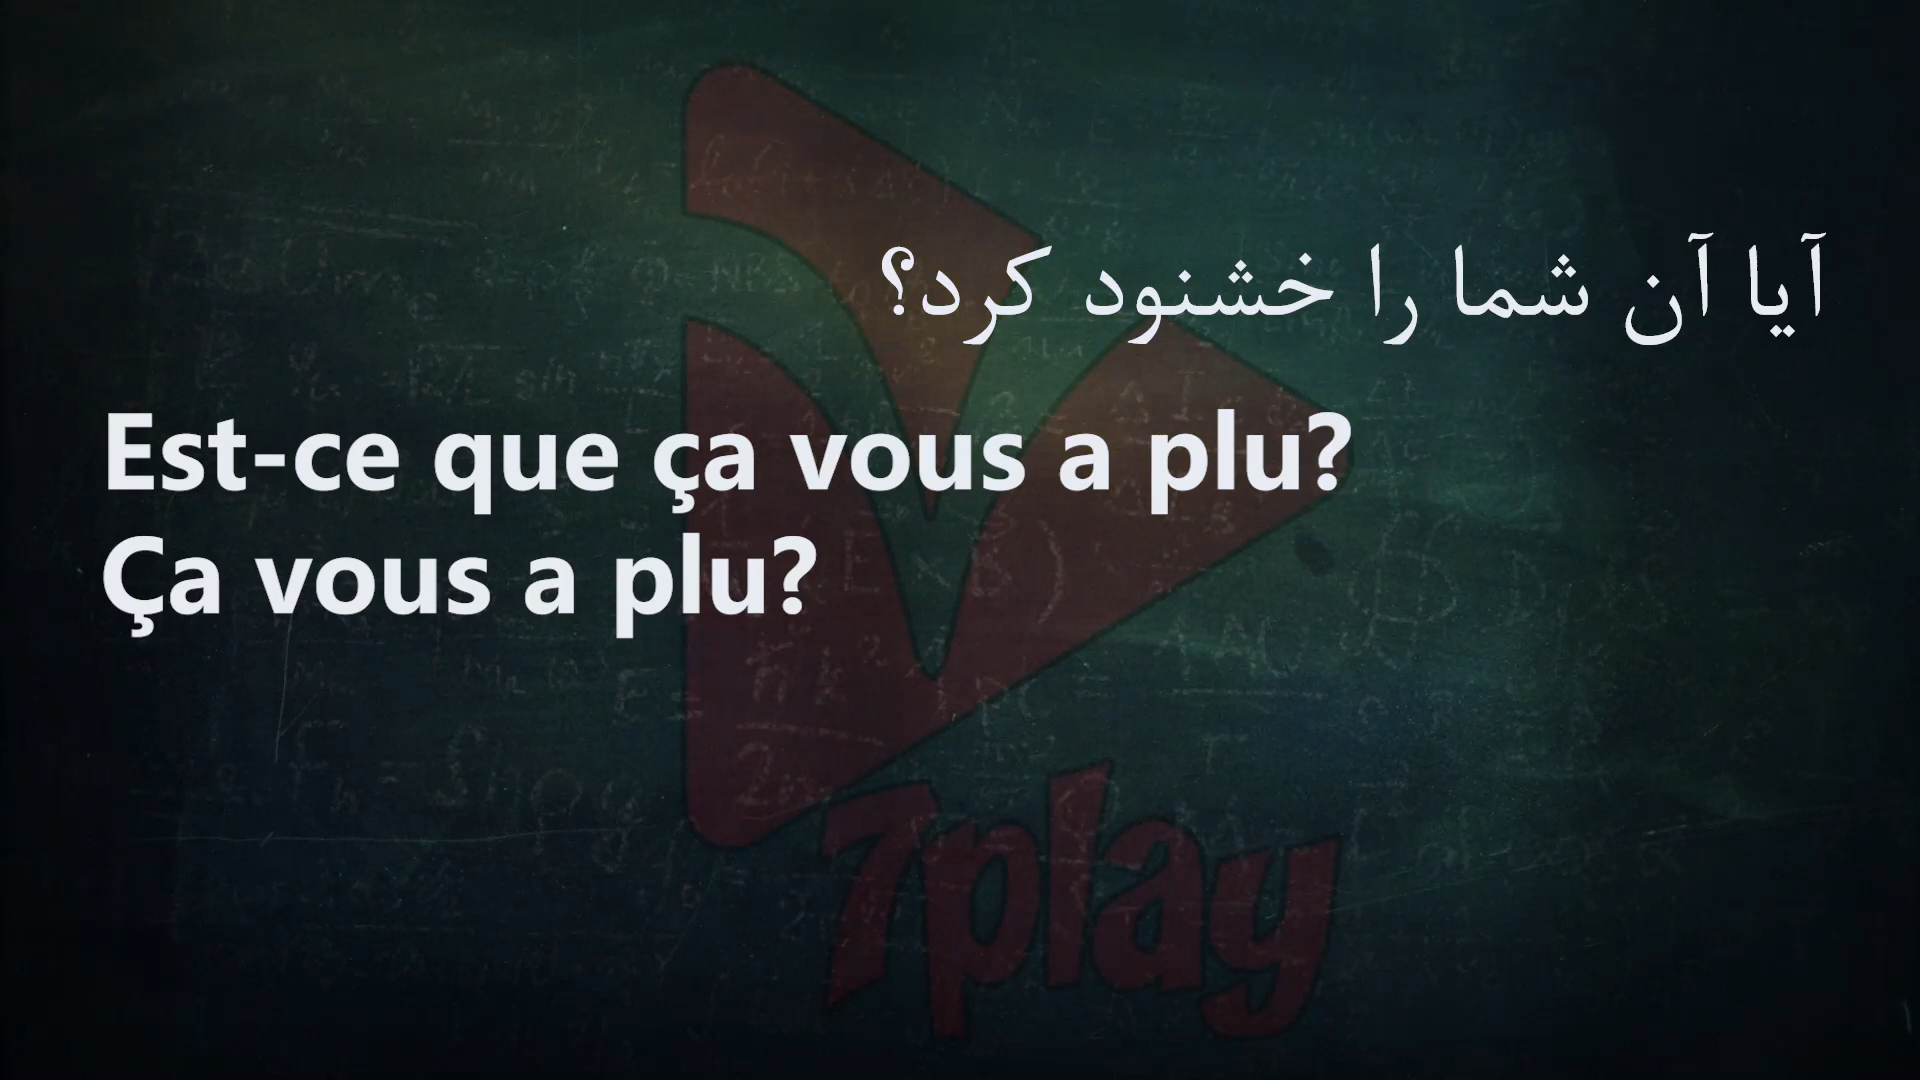 آیا آن شما را خشنود کرد؟
Est-ce que ça vous a plu?
Ça vous a plu?
7play